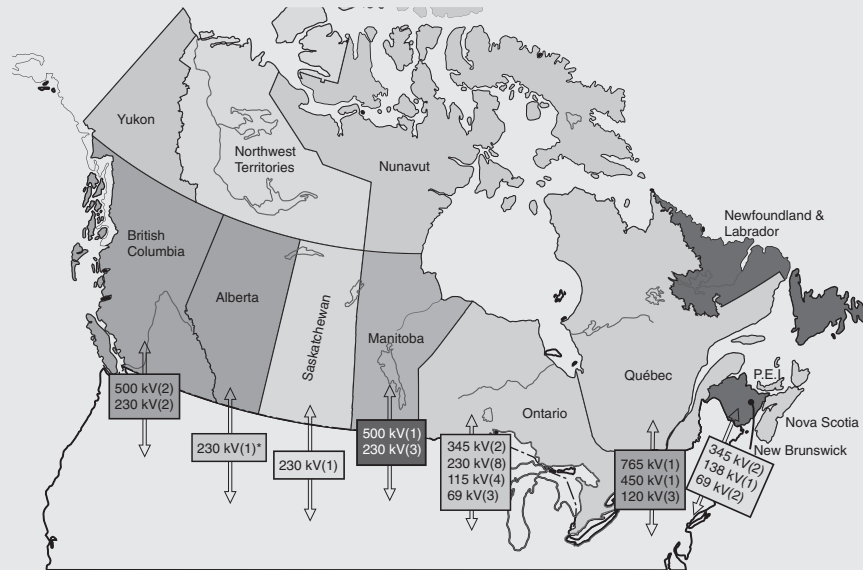 Yukon
Northwest
Territories
Nunavut
Newfoundland &
Labrador
British
Columbia
Alberta
Saskatchewan
Manitoba
Ontario
Québec
P.E.I.
Nova Scotia
New Brunswick
500 kV(2)
230 kV(2)
230 kV(1)*
230 kV(1)
500 kV(1)
230 kV(3)
345 kV(2)
230 kV(8)
115 kV(4)
69 kV(3)
765 kV(1)
450 kV(1)
120 kV(3)
345 kV(2)
138 kV(1)
69 kV(2)